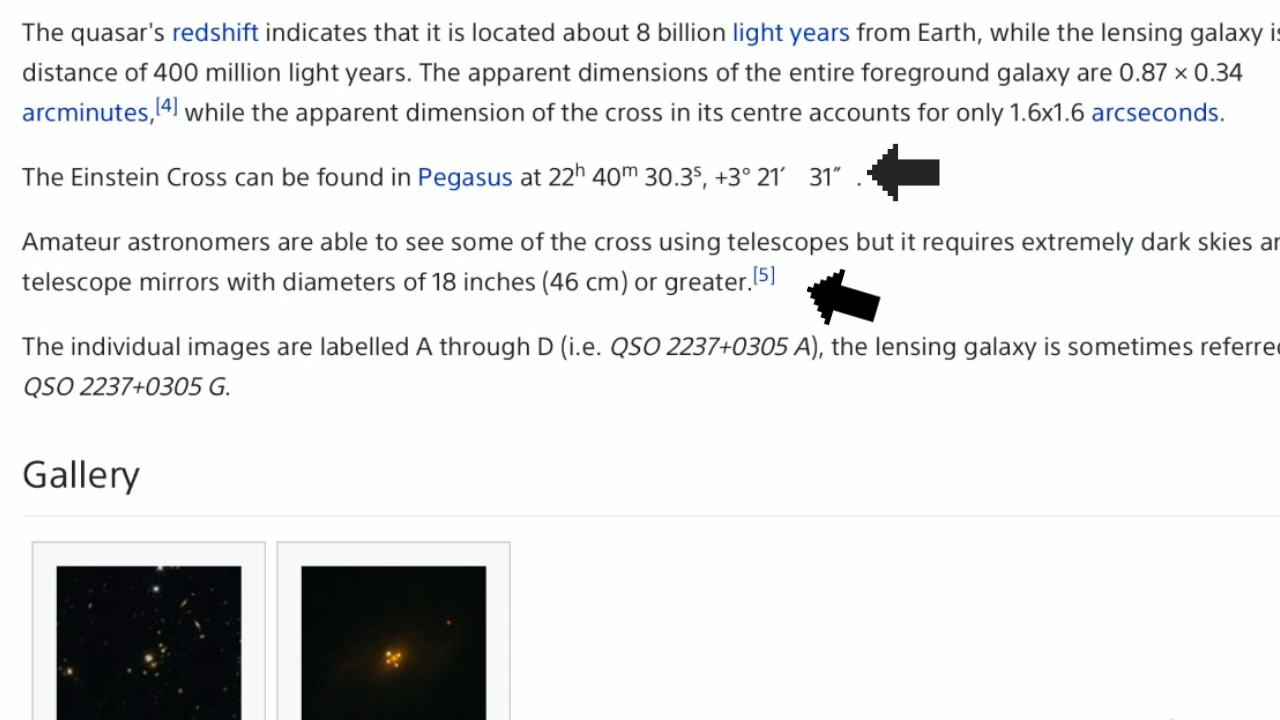 The quasar's redshift indicates that it is located about 8 billion light years from Earth, while the lensing galaxy is
distance of 400 million light years. The apparent dimensions of the entire foreground galaxy are 0.87 × 0.34
arcminutes,[4] while the apparent dimension of the cross in its centre accounts for only 1.6x1.6 arcseconds.
The Einstein Cross can be found in Pegasus at 22h 40m 30.3s, +3° 21′ 31″ .
Amateur astronomers are able to see some of the cross using telescopes but it requires extremely dark skies
telescope mirrors with diameters of 18 inches (46 cm) or greater.[5]
The individual images are labelled A through D (i.e. QSO 2237+0305 A), the lensing galaxy is sometimes
QSO 2237+0305 G.
Gallery